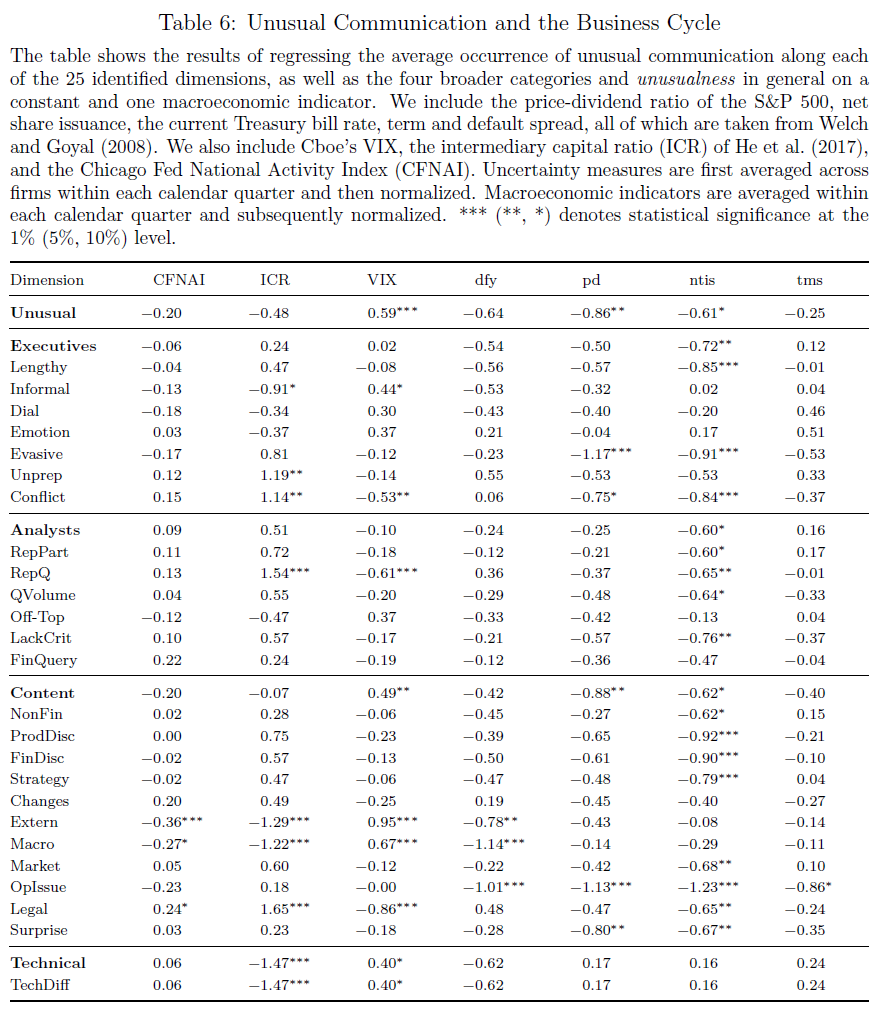 Table 6: Unusual Communication and the Business Cycle
The table shows the results of regressing the average occurrence of unusual communication along each
of the 25 identified dimensions, as well as the four broader categories and unusualness in general on a
constant and one macroeconomic indicator. We include the price-dividend ratio of the S&P 500, net
share issuance, the current Treasury bill rate, term and default spread, all of which are taken from Welch
and Goyal (2008). We also include Cboe's VIX, the intermediary capital ratio (ICR) of He et al. (2017),
and the Chicago Fed National Activity Index (CFNAI). Uncertainty measures are first averaged across
firms within each calendar quarter and then normalized. Macroeconomic indicators are averaged within
each calendar quarter and subsequently normalized. *** (**, *) denotes statistical significance at the
1% (5%, 10%) level.
Dimension CFNAI ICR VIX dfy pd ntis tms
Unusual −0.20 −0.48 0.59*** −0.64 −0.86** −0.61* −0.25
Executives −0.06 0.24 0.02 −0.54 −0.50 −0.72** 0.12
Lengthy −0.04 0.47 −0.08 −0.56 −0.57 −0.85*** −0.01
Informal −0.13 −0.91* 0.44* −0.53 −0.32 0.02 0.04
Dial −0.18 −0.34 0.30 −0.43 −0.40 −0.20 0.46
Emotion 0.03 −0.37 0.37 0.21 −0.04 0.17 0.51
Evasive −0.17 0.81 −0.12 −0.23 −1.17*** −0.91*** −0.53
Unprep 0.12 1.19** −0.14 0.55 −0.53 −0.53 0.33
Conflict 0.15 1.14** −0.53** 0.06 −0.75* −0.84*** −0.37
Analysts 0.09 0.51 −0.10 −0.24 −0.25 −0.60* 0.16
RepPart 0.11 0.72 −0.18 −0.12 −0.21 −0.60* 0.17
RepQ 0.13 1.54*** −0.61*** 0.36 −0.37 −0.65** −0.01
QVolume 0.04 0.55 −0.20 −0.29 −0.48 −0.64* −0.33
Off-Top −0.12 −0.47 0.37 −0.33 −0.42 −0.13 0.04
LackCrit 0.10 0.57 −0.17 −0.21 −0.57 −0.76** −0.37
FinQuery 0.22 0.24 −0.19 −0.12 −0.36 −0.47 −0.04
Content −0.20 −0.07 0.49** −0.42 −0.88** −0.62* −0.40
NonFin 0.02 0.28 −0.06 −0.45 −0.27 −0.62* 0.15
ProdDisc 0.00 0.75 −0.23 −0.39 −0.65 −0.92*** −0.21
FinDisc −0.02 0.57 −0.13 −0.50 −0.61 −0.90*** −0.10
Strategy −0.02 0.47 −0.06 −0.47 −0.48 −0.79*** 0.04
Changes 0.20 0.49 −0.25 0.19 −0.45 −0.40 −0.27
Extern −0.36*** −1.29*** 0.95*** −0.78** −0.43 −0.08 −0.14
Macro −0.27* −1.22*** 0.67*** −1.14*** −0.14 −0.29 −0.11
Market 0.05 0.60 −0.12 −0.22 −0.42 −0.68** 0.10
OpIssue −0.23 0.18 −0.00 −1.01*** −1.13*** −1.23*** −0.86*
Legal 0.24* 1.65*** −0.86*** 0.48 −0.47 −0.65** −0.24
Surprise 0.03 0.23 −0.18 −0.28 −0.80** −0.67** −0.35
Technical 0.06 −1.47*** 0.40* −0.62 0.17 0.16 0.24
TechDiff 0.06 −1.47*** 0.40* −0.62 0.17 0.16 0.24